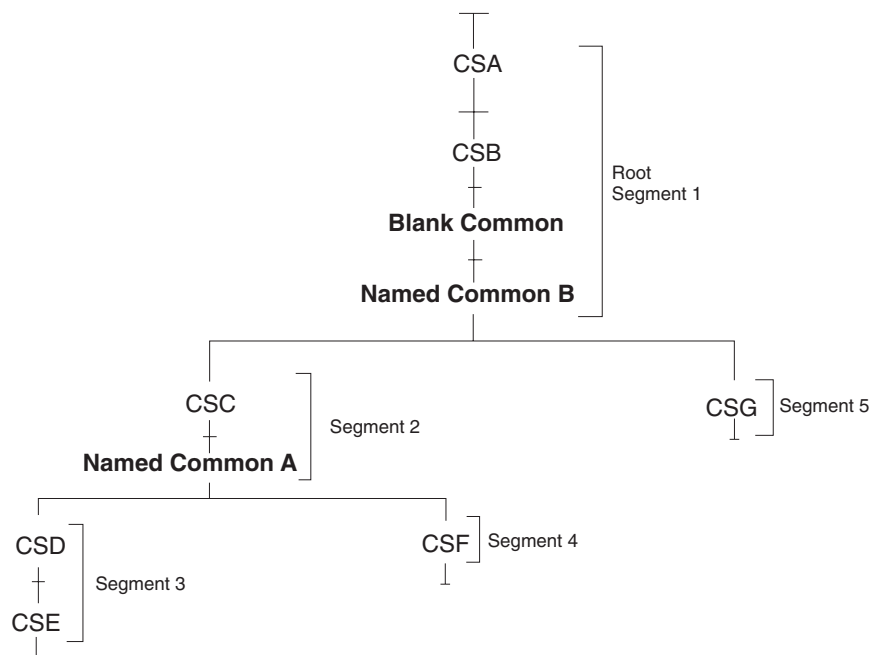 CSA
CSB
Root
Segment 1
Blank Common
Named Common B
CSC
Segment 2
CSG
Segment 5
Named Common A
CSD
CSF
Segment 4
Segment 3
CSE